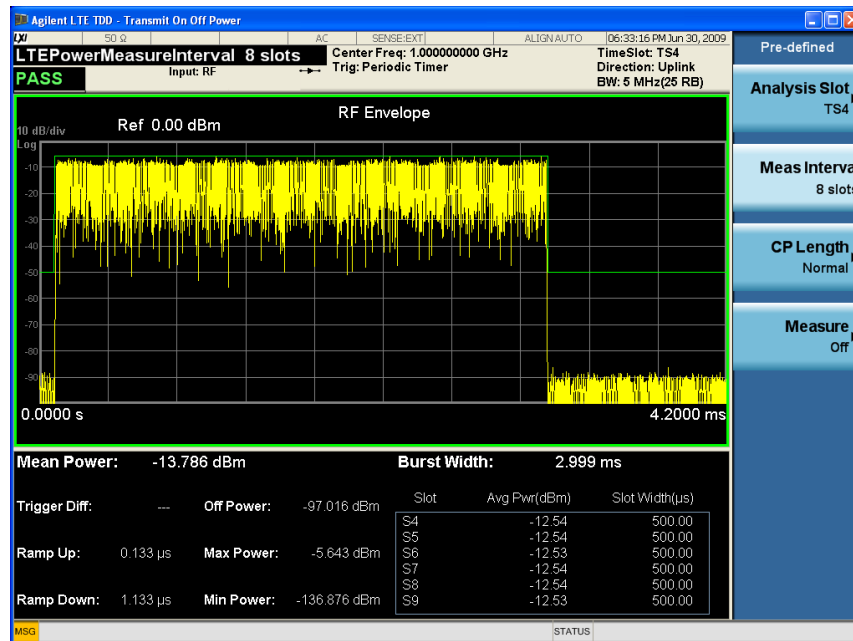 Agilent LTE TDD - Transmit On Off Power
LXI 50 Ω AC SENSE:EXT ALIGN AUTO 06:33:16 PM Jun 30, 2009
LTEPowerMeasureInterval 8 slots
Center Freq: 1.000000000 GHz
TimeSlot: TS4
Input: RF
Trig: Periodic Timer
Direction: Uplink
PASS
BW: 5 MHz(25 RB)
RF Envelope
10 dB/div
Ref 0.00 dBm
Log
-10
-20
-30
-40
-50
-60
-70
-80
-90
0.0000 s
4.2000 ms
Mean Power: -13.786 dBm
Burst Width: 2.999 ms
Trigger Diff: ---
Off Power: -97.016 dBm
Ramp Up: 0.133 µs
Max Power: -5.643 dBm
Ramp Down: 1.133 µs
Min Power: -136.876 dBm
Slot Avg Pwr(dBm) Slot Width(µs)
S4 -12.54 500.00
S5 -12.54 500.00
S6 -12.53 500.00
S7 -12.54 500.00
S8 -12.54 500.00
S9 -12.53 500.00
MSG
STATUS
Pre-defined
Analysis Slot
TS4
Meas Interva
8 slots
CP Length
Normal
Measure
Off